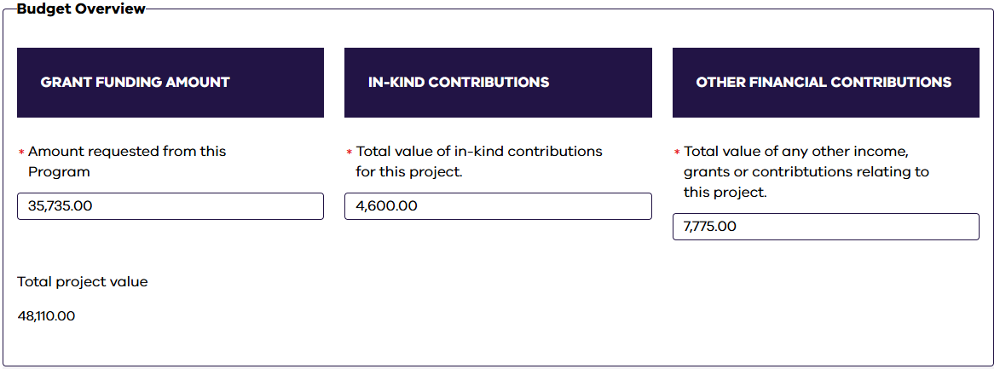 Budget Overview
GRANT FUNDING AMOUNT
* Amount requested from this
Program
35,735.00
IN-KIND CONTRIBUTIONS
* Total value of in-kind contributions
for this project.
4,600.00
OTHER FINANCIAL CONTRIBUTIONS
* Total value of any other income,
grants or contribtutions relating to
this project.
7,775.00
Total project value
48,110.00